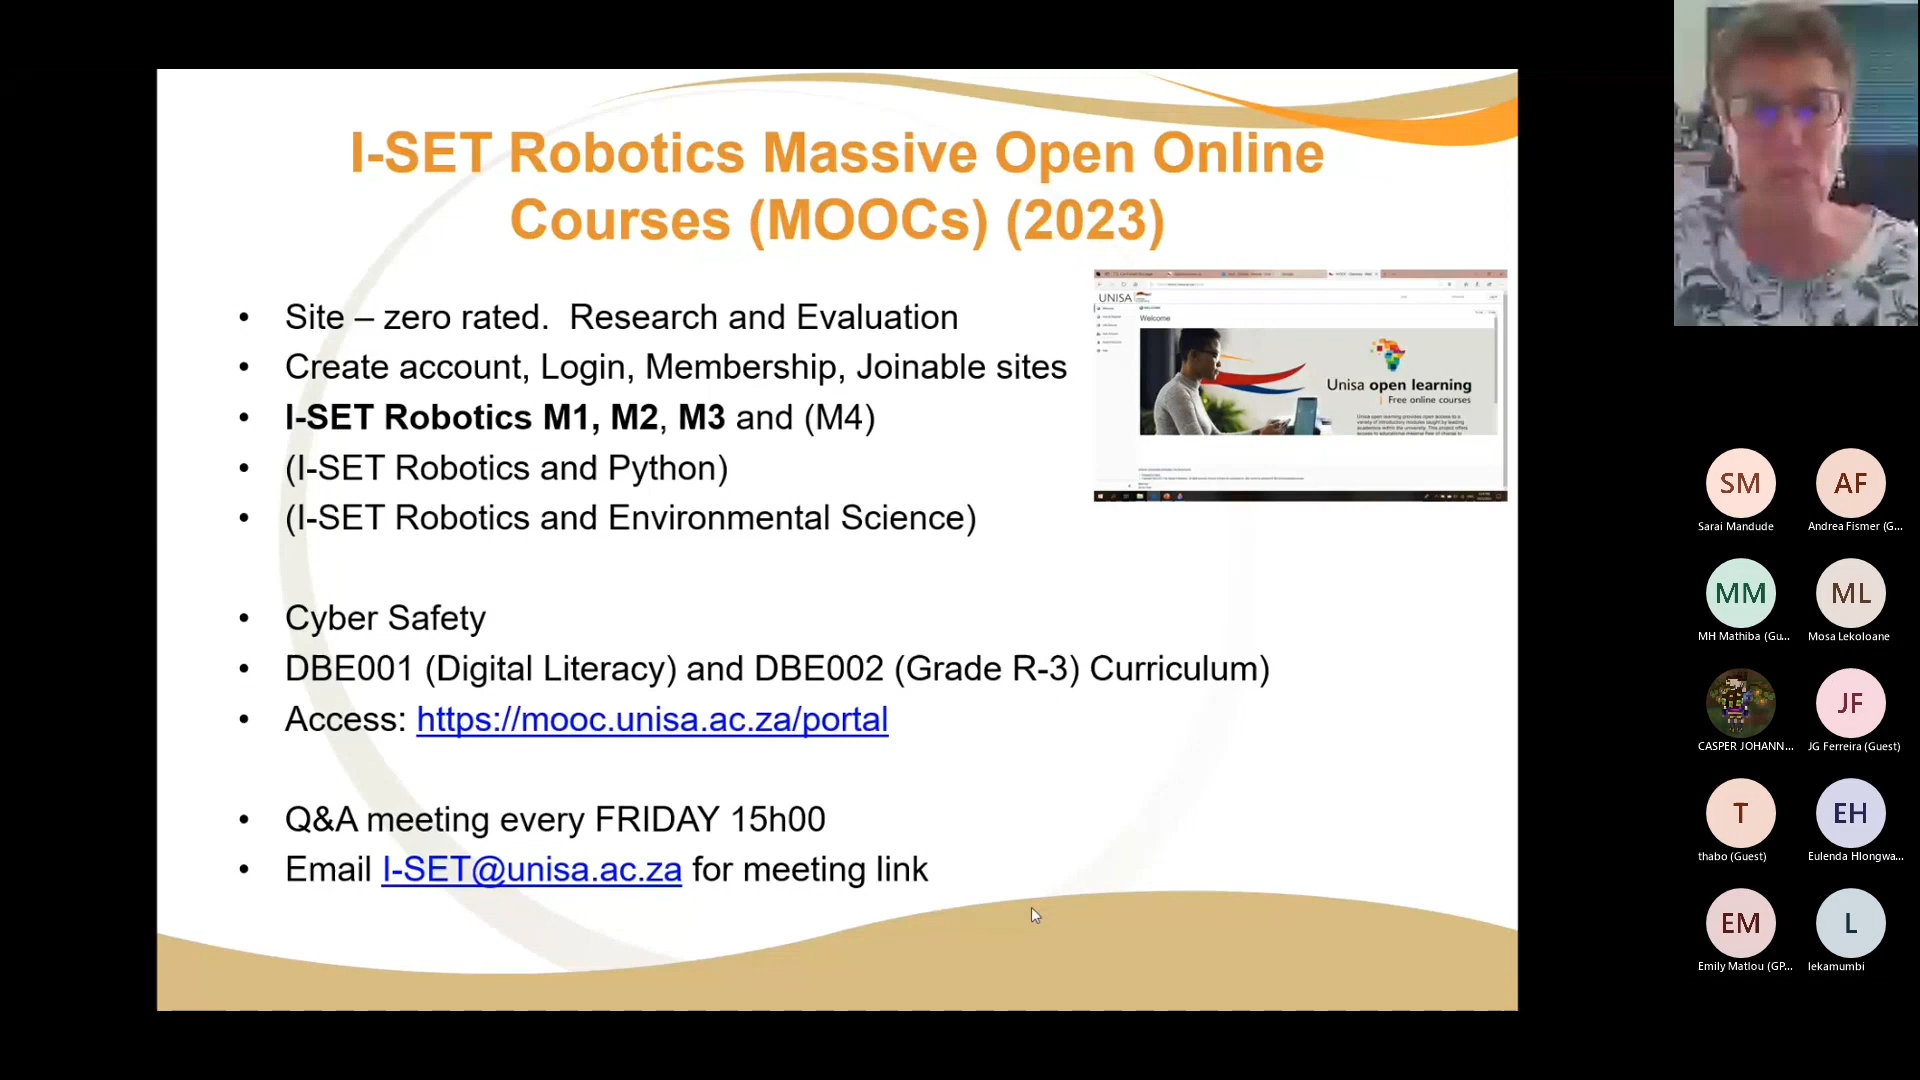 I-SET Robotics Massive Open Online
Courses (MOOCs) (2023)
• Site – zero rated.  Research and Evaluation
• Create account, Login, Membership, Joinable sites
• I-SET Robotics M1, M2, M3 and (M4)
• (I-SET Robotics and Python)
• (I-SET Robotics and Environmental Science)
• Cyber Safety
• DBE001 (Digital Literacy) and DBE002 (Grade R-3) Curriculum)
• Access: https://mooc.unisa.ac.za/portal
• Q&A meeting every FRIDAY 15h00
• Email I-SET@unisa.ac.za for meeting link
UNISA
Welcome
Unisa open learning
Free online courses
SM
Sarai Mandude
AF
Andrea Fismer (G...
MM
MH Mathiba (Gu...
ML
Mosa Lekoloane
CASPER JOHANN...
JF
JG Ferreira (Guest)
T
thabo (Guest)
EH
Eulenda Hlongwa...
EM
Emily Matlou (GP...
L
lekamumbi